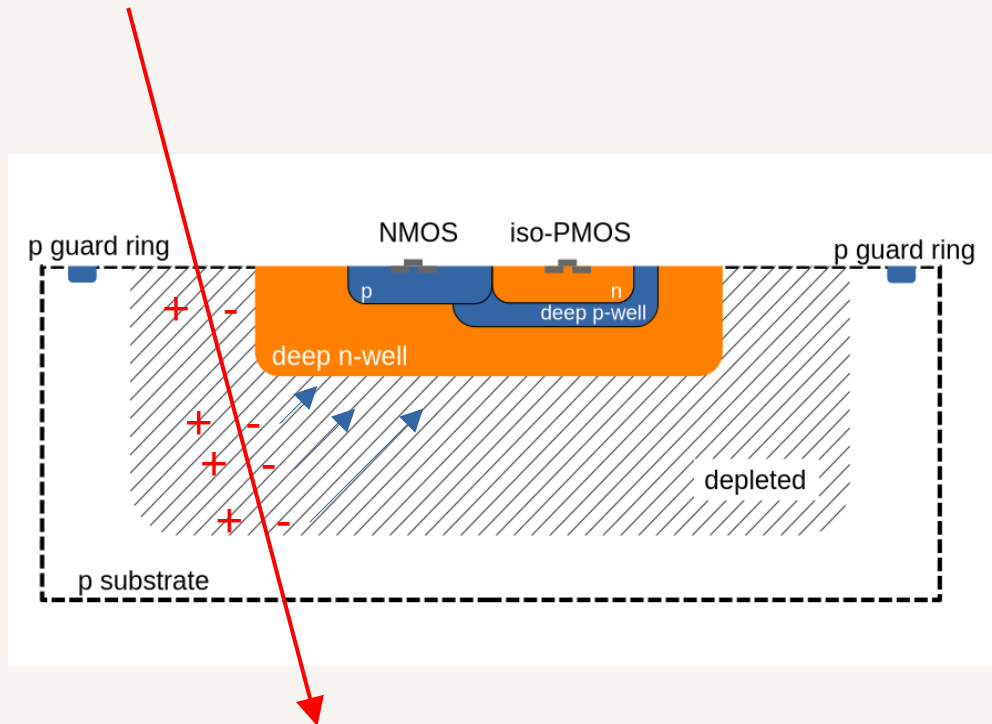 NMOS
iso-PMOS
p guard ring
p guard ring
p
n
deep p-well
+ -
deep n-well
+ -
+ -
depleted
+ -
p substrate